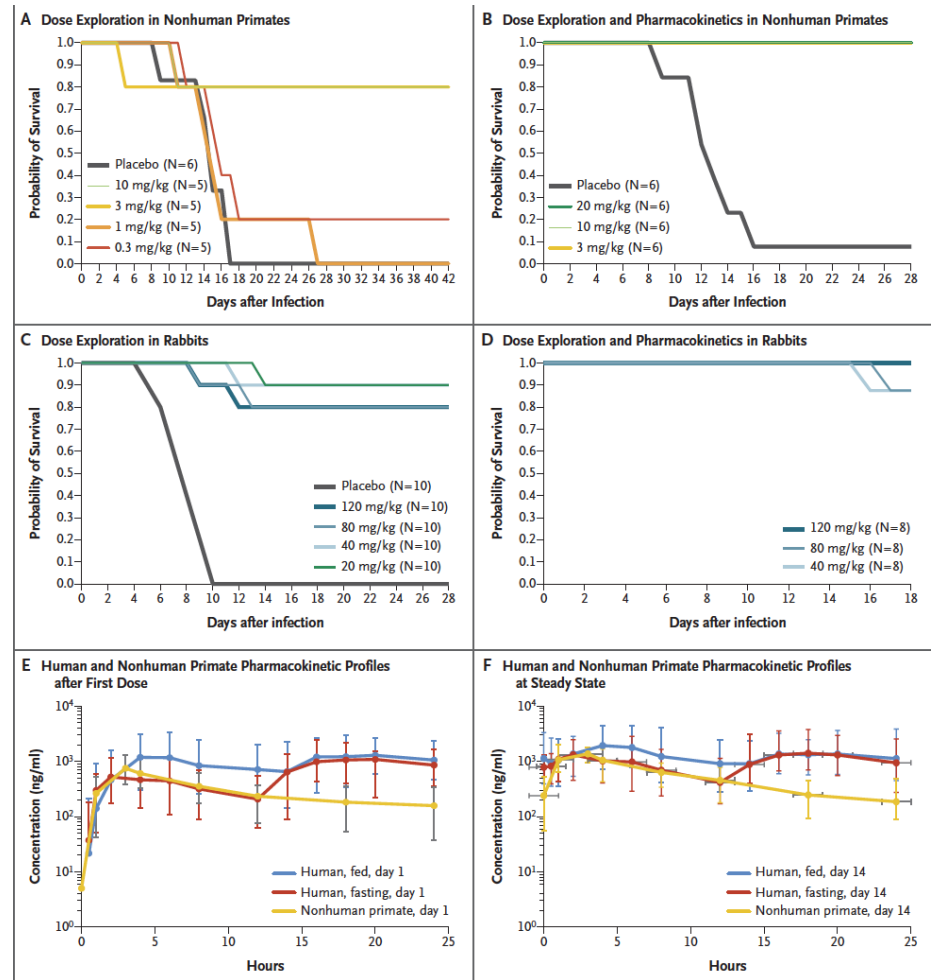 A Dose Exploration in Nonhuman Primates
Probability of Survival
1.0
0.9
0.8
0.7
0.6
0.5
0.4
0.3
0.2
0.1
0.0
Placebo (N=6)
10 mg/kg (N=5)
3 mg/kg (N=5)
1 mg/kg (N=5)
0.3 mg/kg (N=5)
0 2 4 6 8 10 12 14 16 18 20 22 24 26 28 30 32 34 36 38 40 42
Days after Infection
B Dose Exploration and Pharmacokinetics in Nonhuman Primates
Probability of Survival
1.0
0.9
0.8
0.7
0.6
0.5
0.4
0.3
0.2
0.1
0.0
Placebo (N=6)
20 mg/kg (N=6)
10 mg/kg (N=6)
3 mg/kg (N=6)
0 2 4 6 8 10 12 14 16 18 20 22 24 26 28
Days after Infection
C Dose Exploration in Rabbits
Probability of Survival
1.0
0.9
0.8
0.7
0.6
0.5
0.4
0.3
0.2
0.1
0.0
Placebo (N=10)
120 mg/kg (N=10)
80 mg/kg (N=10)
40 mg/kg (N=10)
20 mg/kg (N=10)
0 2 4 6 8 10 12 14 16 18 20 22 24 26 28
Days after infection
D Dose Exploration and Pharmacokinetics in Rabbits
Probability of Survival
1.0
0.9
0.8
0.7
0.6
0.5
0.4
0.3
0.2
0.1
0.0
120 mg/kg (N=8)
80 mg/kg (N=8)
40 mg/kg (N=8)
0 2 4 6 8 10 12 14 16 18
Days after infection
E Human and Nonhuman Primate Pharmacokinetic Profiles
after First Dose
Concentration (ng/ml)
10⁴
10³
10²
10¹
10⁰
Human, fed, day 1
Human, fasting, day 1
Nonhuman primate, day 1
0 5 10 15 20 25
Hours
F Human and Nonhuman Primate Pharmacokinetic Profiles
at Steady State
Concentration (ng/ml)
10⁴
10³
10²
10¹
10⁰
Human, fed, day 14
Human, fasting, day 14
Nonhuman primate, day 14
0 5 10 15 20 25
Hours